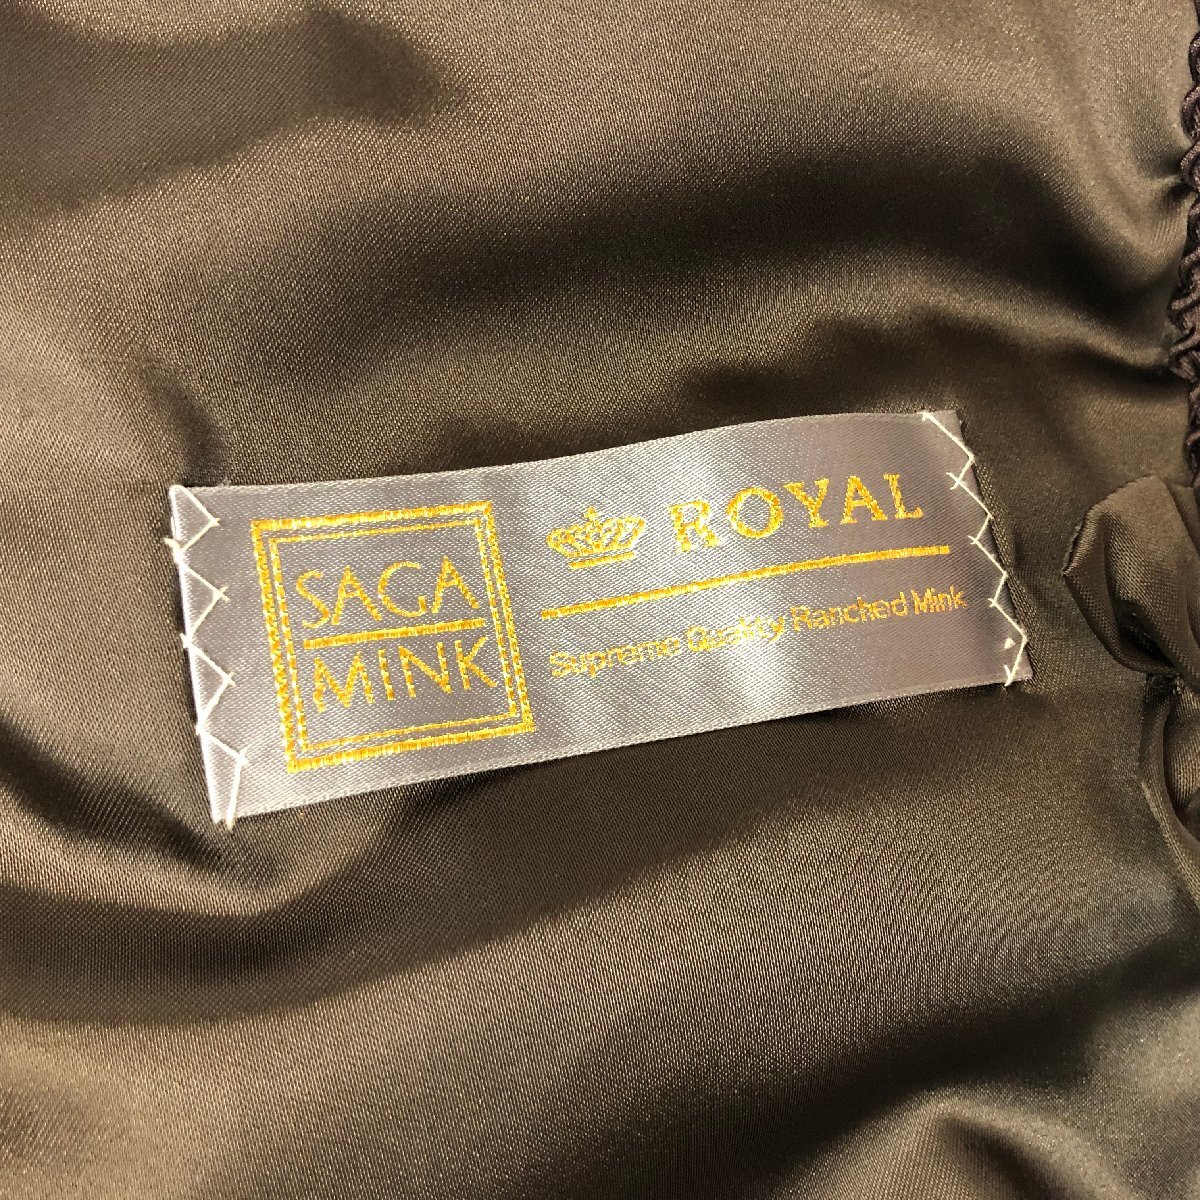 SAGA
MINK
ROYAL
Supreme Quality Ranched Mink